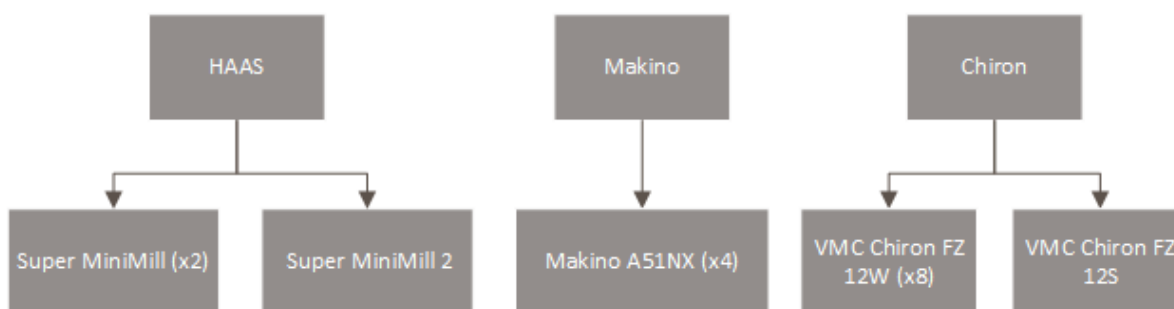 HAAS
Makino
Chiron
Super MiniMill (x2)
Super MiniMill 2
Makino A51NX (x4)
VMC Chiron FZ
12W (x8)
VMC Chiron FZ
12S